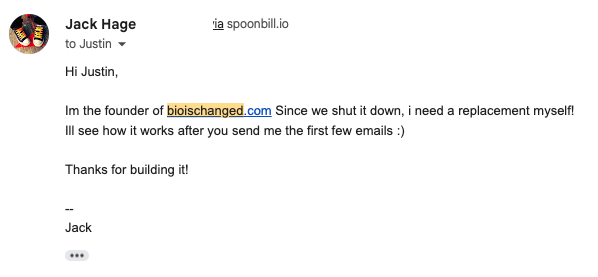 Jack Hage via spoonbill.io
to Justin
Hi Justin,
Im the founder of bioischanged.com Since we shut it down, i need a replacement myself!
Ill see how it works after you send me the first few emails :)
Thanks for building it!
--
Jack